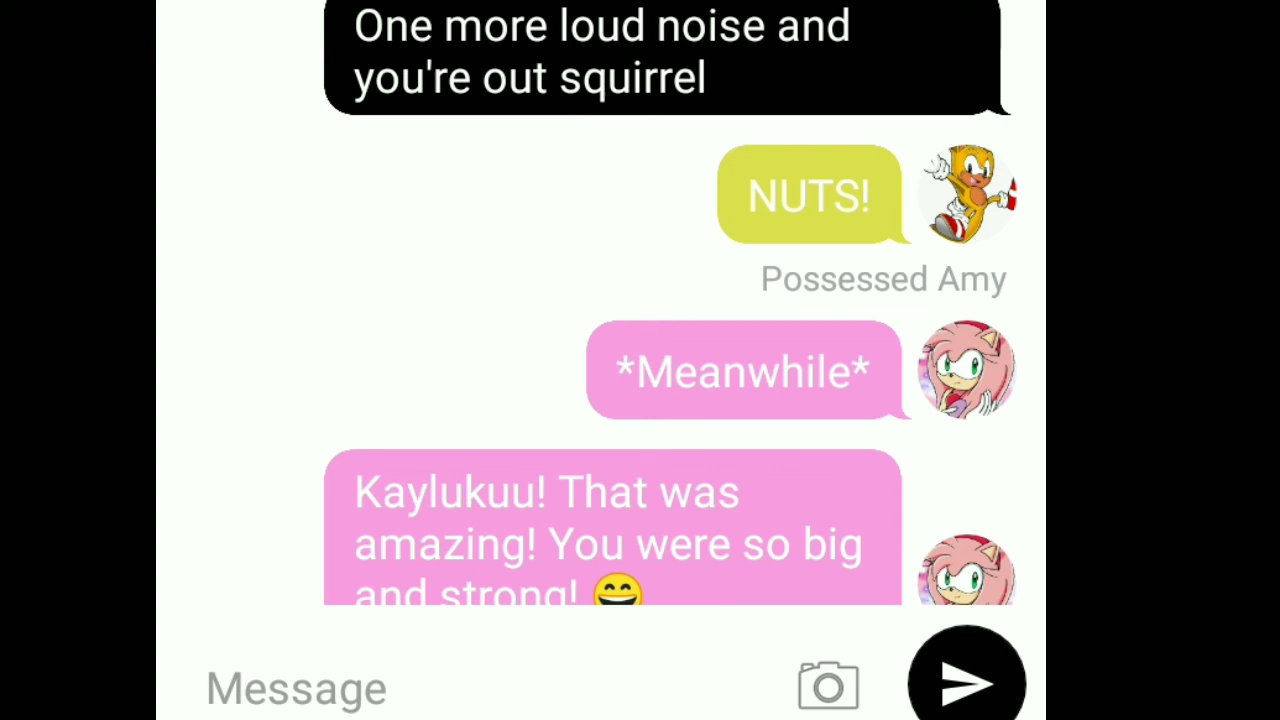 One more loud noise and
you're out squirrel
NUTS!
Possessed Amy
*Meanwhile*
Kaylukuu! That was
amazing! You were so big
and strong! 😄
Message